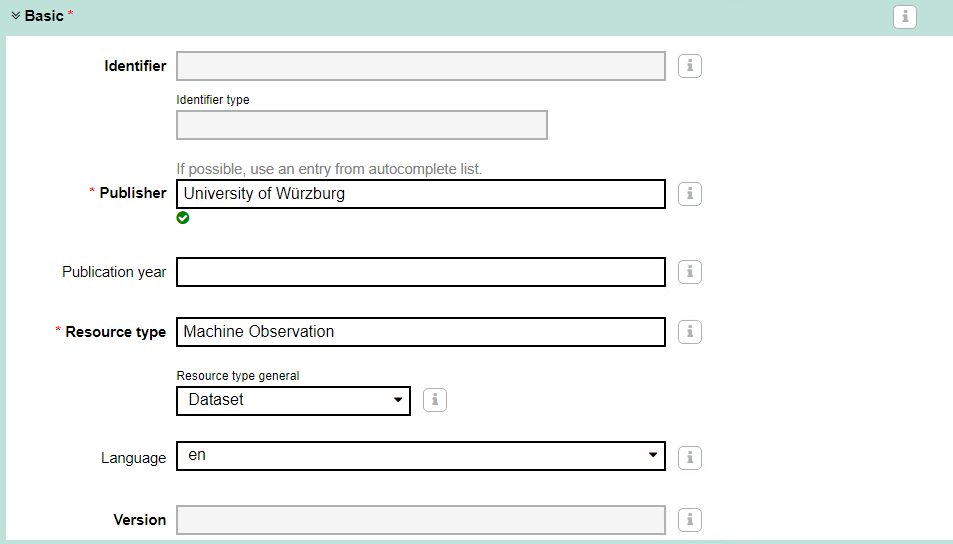 Basic *
Identifier
Identifier type
If possible, use an entry from autocomplete list.
* Publisher University of Würzburg
Publication year
* Resource type Machine Observation
Resource type general
Dataset
Language en
Version